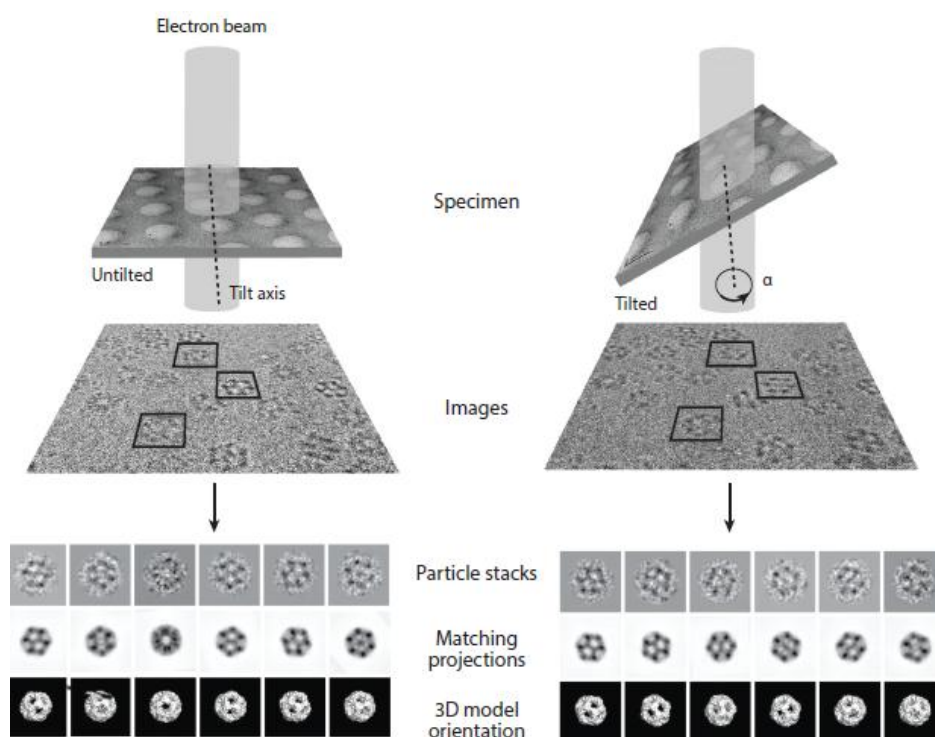 Electron beam
Specimen
Untilted
Tilt axis
α
Tilted
Images
Particle stacks
Matching
projections
3D model
orientation